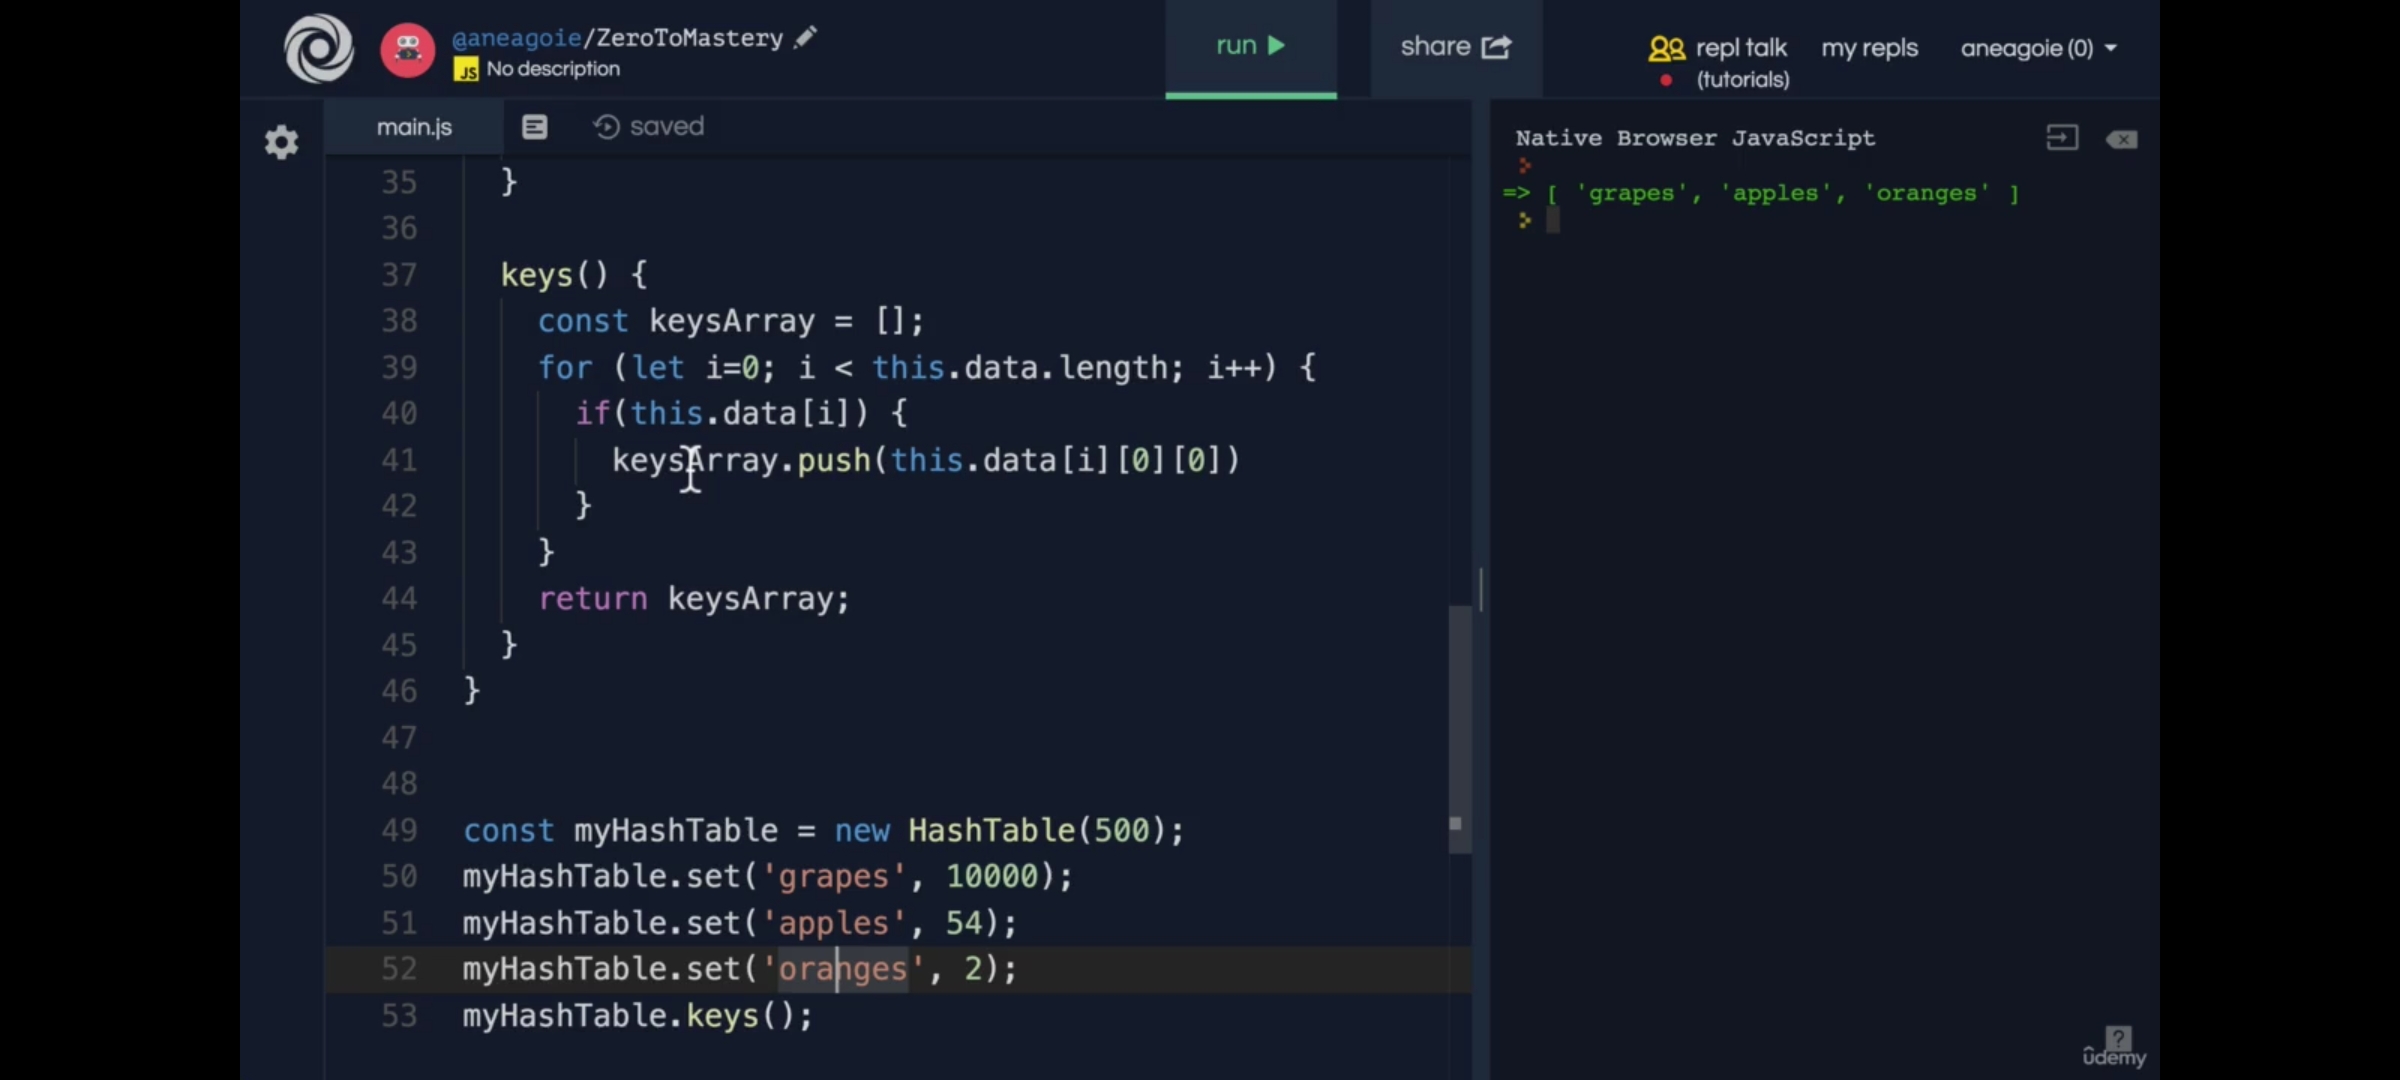 @aneagoie/ZeroToMastery
JS No description
run
share
repl talk
(tutorials)
my repls
aneagoie (0)
main.js
saved
35 }
36
37 keys() {
38 const keysArray = [];
39 for (let i=0; i < this.data.length; i++) {
40 if(this.data[i]) {
41 keysArray.push(this.data[i][0][0])
42 }
43 }
44 return keysArray;
45 }
46 }
47
48
49 const myHashTable = new HashTable(500);
50 myHashTable.set('grapes', 10000);
51 myHashTable.set('apples', 54);
52 myHashTable.set('oranges', 2);
53 myHashTable.keys();
Native Browser JavaScript
=> [ 'grapes', 'apples', 'oranges' ]
?
ûdemy